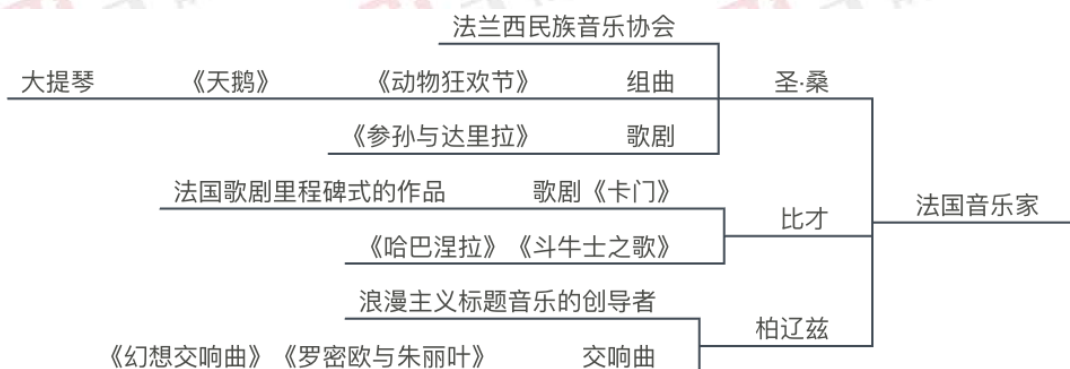 法兰西民族音乐协会
大提琴 《天鹅》 《动物狂欢节》 组曲 圣·桑
《参孙与达里拉》 歌剧
法国歌剧里程碑式的作品 歌剧《卡门》
法国音乐家
比才
《哈巴涅拉》《斗牛士之歌》
浪漫主义标题音乐的创导者
柏辽兹
《幻想交响曲》《罗密欧与朱丽叶》 交响曲